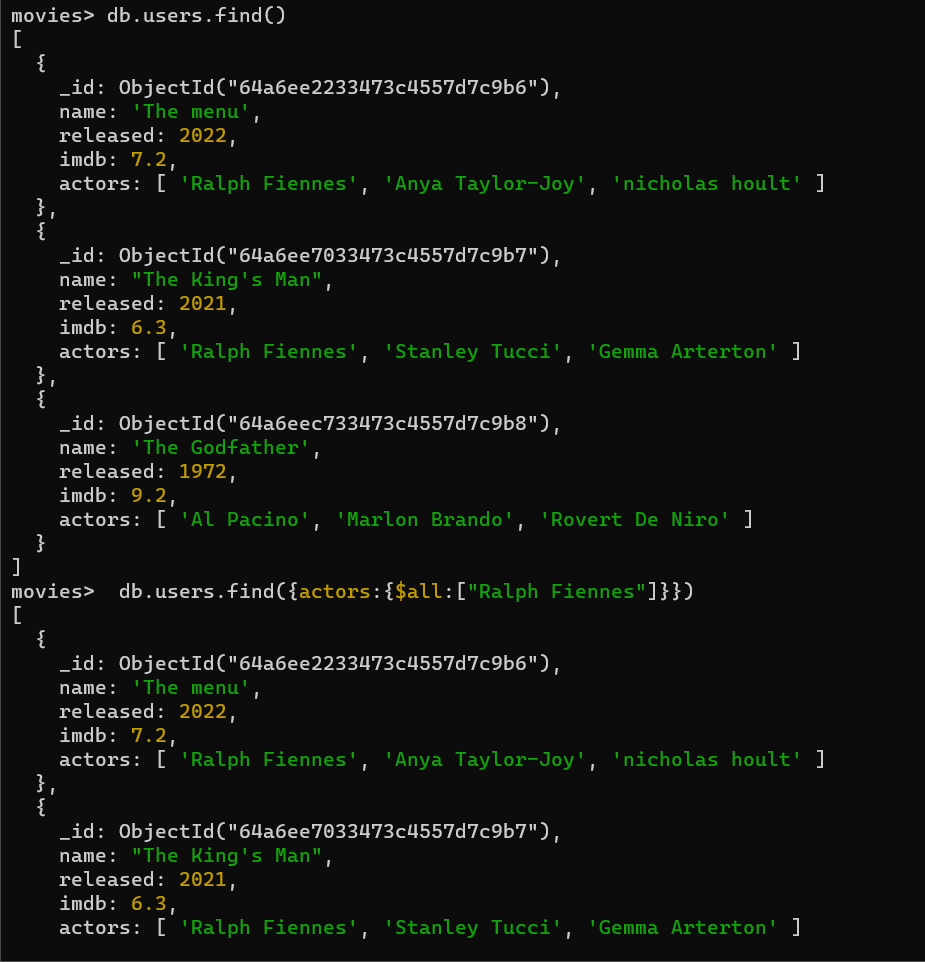 movies> db.users.find()
[
  {
    _id: ObjectId("64a6ee2233473c4557d7c9b6"),
    name: 'The menu',
    released: 2022,
    imdb: 7.2,
    actors: [ 'Ralph Fiennes', 'Anya Taylor-Joy', 'nicholas hoult' ]
  },
  {
    _id: ObjectId("64a6ee7033473c4557d7c9b7"),
    name: "The King's Man",
    released: 2021,
    imdb: 6.3,
    actors: [ 'Ralph Fiennes', 'Stanley Tucci', 'Gemma Arterton' ]
  },
  {
    _id: ObjectId("64a6eec733473c4557d7c9b8"),
    name: 'The Godfather',
    released: 1972,
    imdb: 9.2,
    actors: [ 'Al Pacino', 'Marlon Brando', 'Rovert De Niro' ]
  }
]
movies>  db.users.find({actors:{$all:["Ralph Fiennes"]}})
[
  {
    _id: ObjectId("64a6ee2233473c4557d7c9b6"),
    name: 'The menu',
    released: 2022,
    imdb: 7.2,
    actors: [ 'Ralph Fiennes', 'Anya Taylor-Joy', 'nicholas hoult' ]
  },
  {
    _id: ObjectId("64a6ee7033473c4557d7c9b7"),
    name: "The King's Man",
    released: 2021,
    imdb: 6.3,
    actors: [ 'Ralph Fiennes', 'Stanley Tucci', 'Gemma Arterton' ]